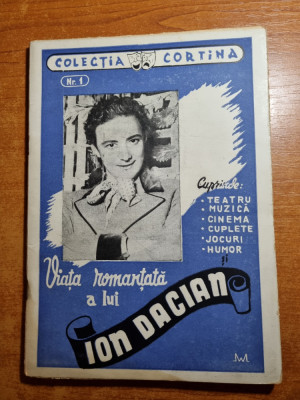 COLECȚIA CORTINA
Nr. 1
Cuprinde:
• TEATRU
• MUZICĂ
• CINEMA
• CUPLETE
• JOCURI
• HUMOR
și
Viața romanțată
a lui
ION DACIAN